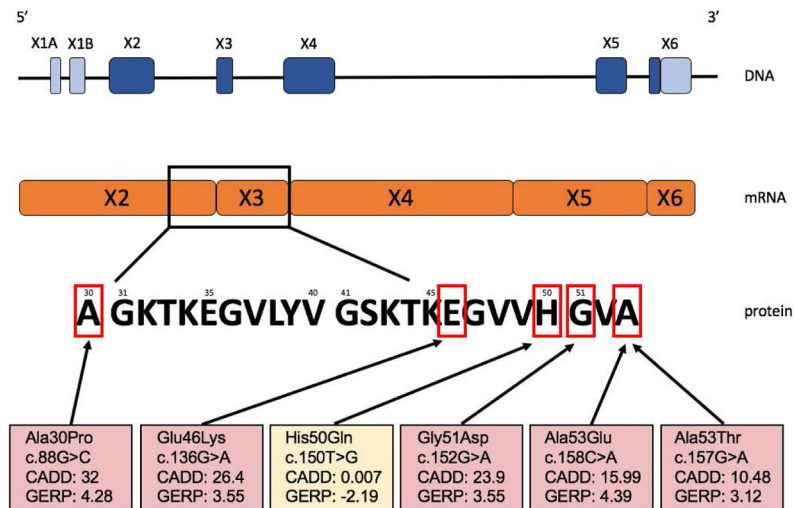 5’ 3’
X1A X1B X2 X3 X4 X5 X6
DNA
X2 X3 X4 X5 X6
mRNA
30 31 35 40 41 45 50 51
AGKTKEGVLYV GSKTKEGVVHGVA
protein
Ala30Pro
c.88G>C
CADD: 32
GERP: 4.28
Glu46Lys
c.136G>A
CADD: 26.4
GERP: 3.55
His50Gln
c.150T>G
CADD: 0.007
GERP: -2.19
Gly51Asp
c.152G>A
CADD: 23.9
GERP: 3.55
Ala53Glu
c.158C>A
CADD: 15.99
GERP: 4.39
Ala53Thr
c.157G>A
CADD: 10.48
GERP: 3.12